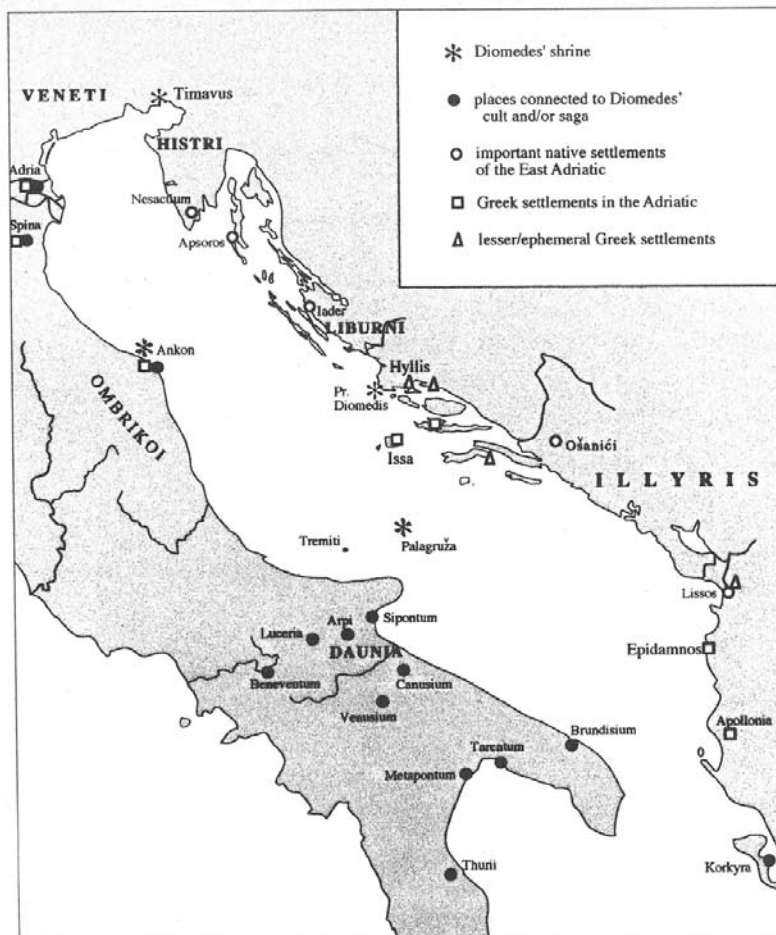 Diomedes' shrine
places connected to Diomedes'
cult and/or saga
important native settlements
of the East Adriatic
Greek settlements in the Adriatic
lesser/ephemeral Greek settlements
VENETI
Timavus
HISTRI
Adria
Nesactium
Spina
Apsoros
Iader
LIBURNI
Ankon
Hyllis
Pr.
Diomedis
OMBRIKOI
Issa
Ošanići
ILLYRIS
Tremiti
Palagruža
Lissos
Sipontum
Arpi
Luceria
DAUNIA
Epidamnos
Beneventum
Canusium
Venusium
Apollonia
Brundisium
Tarentum
Metapontum
Thurii
Korkyra